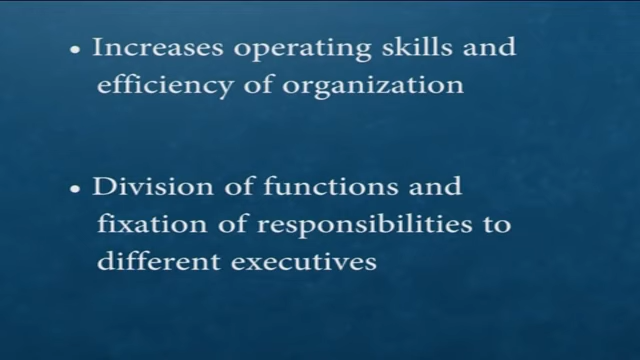 • Increases operating skills and
efficiency of organization
• Division of functions and
fixation of responsibilities to
different executives